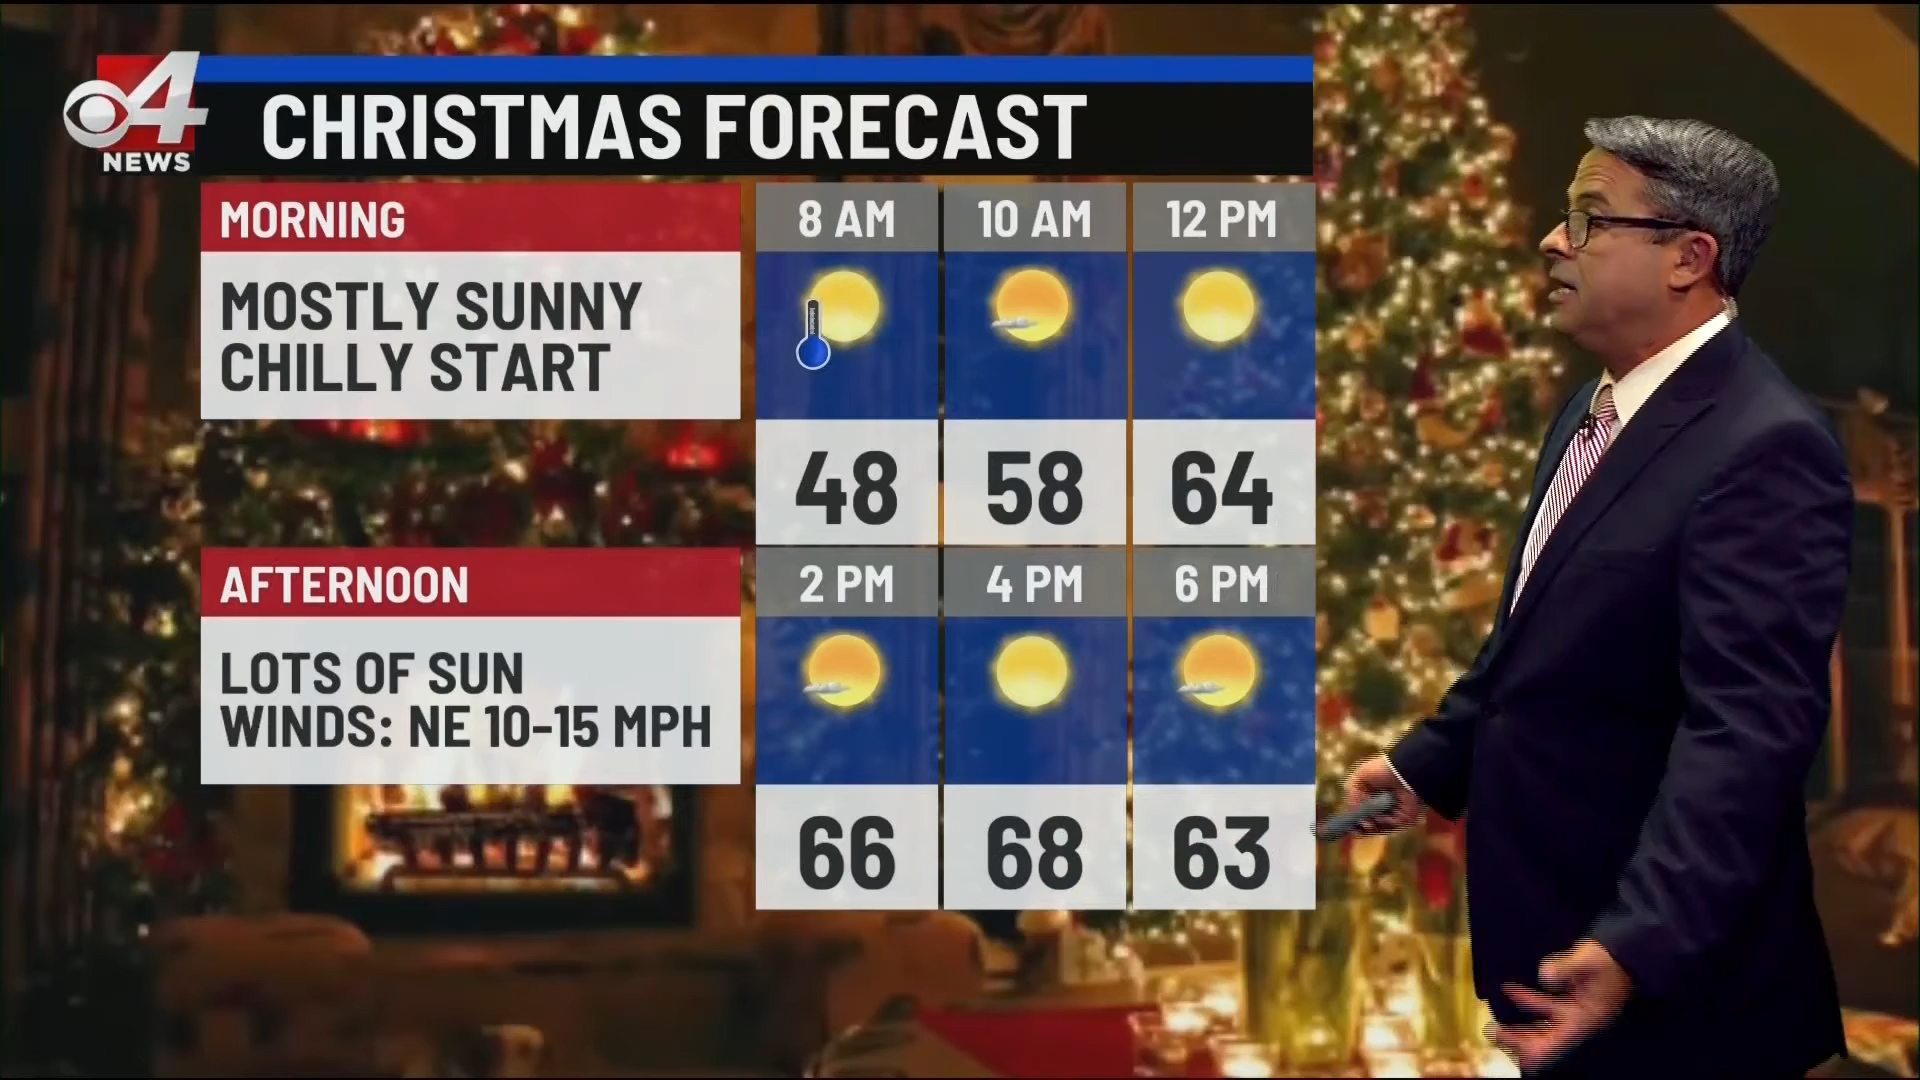 4
NEWS
CHRISTMAS FORECAST
MORNING
MOSTLY SUNNY
CHILLY START
8 AM
10 AM
12 PM
48
58
64
AFTERNOON
LOTS OF SUN
WINDS: NE 10-15 MPH
2 PM
4 PM
6 PM
66
68
63